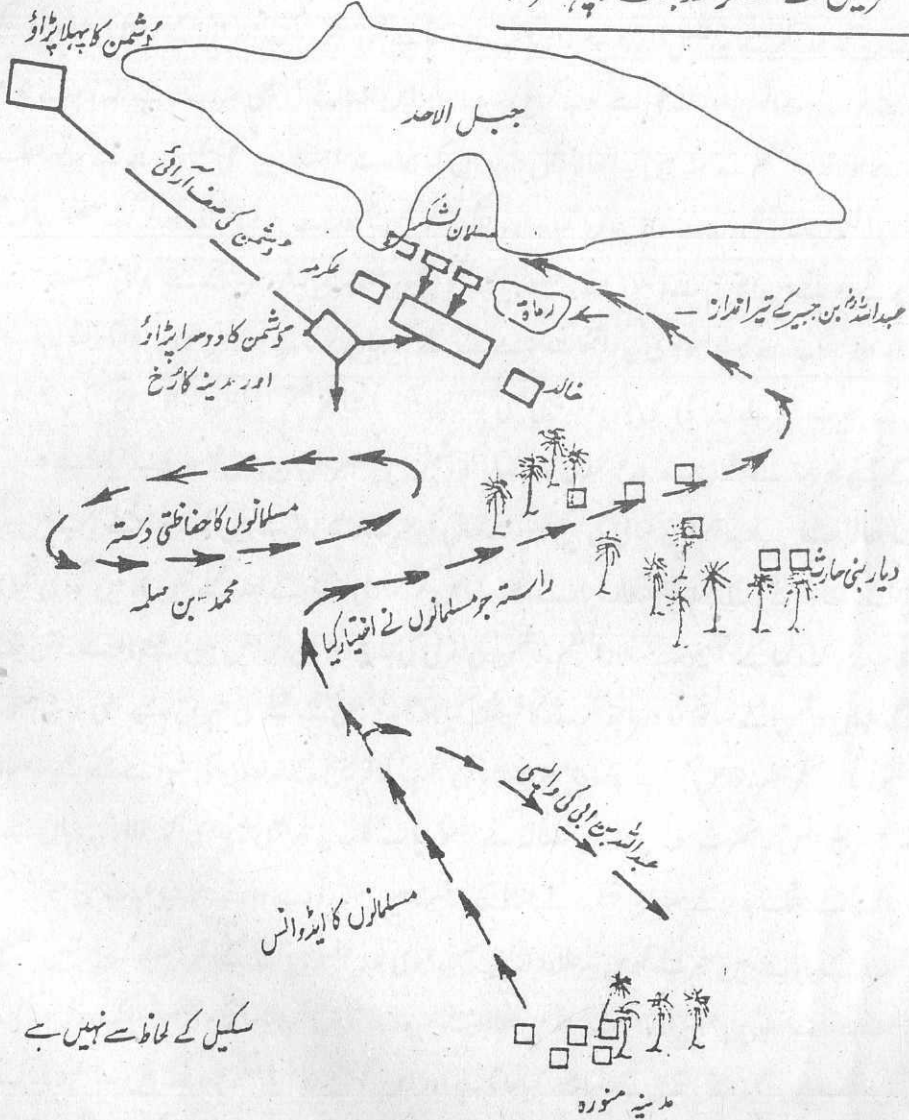 دشمن کا پہلا پڑاؤ
جبل الاحد
دشمن کی صف آرائی
مسلمان لشکر
عکرمہ
رماة
عبداللہؓ بن جبیر کے تیر انداز
دشمن کا دوسرا پڑاؤ
اور مدینہ کا رُخ
خالد
مسلمانوں کا حفاظتی دستہ
محمدؓ بن مسلمہ
دیار بنی حارث
راستہ جو مسلمانوں نے اختیار کیا
عبداللہ بن ابی کی واپسی
مسلمانوں کا ایڈوانس
سکیل کے لحاظ سے نہیں ہے
مدینہ منورہ